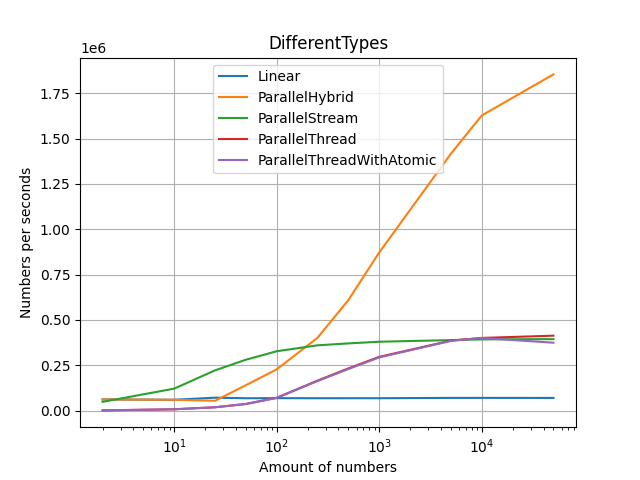 DifferentTypes
1e6
Linear
ParallelHybrid
ParallelStream
ParallelThread
ParallelThreadWithAtomic
1.75
1.50
1.25
1.00
0.75
0.50
0.25
0.00
Numbers per seconds
10¹ 10² 10³ 10⁴
Amount of numbers